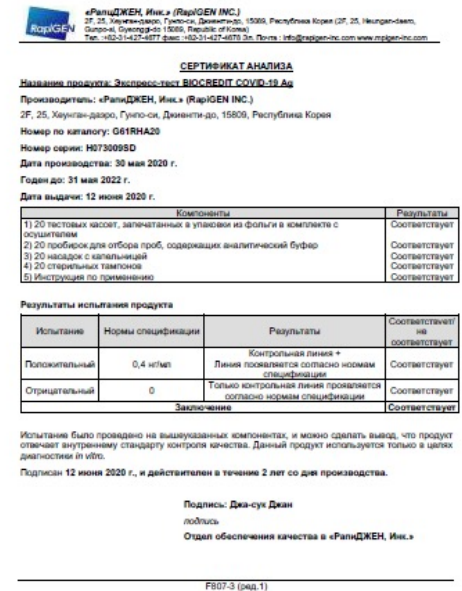 RapiGEN
«РапиДЖЕН, Инк.» (RapiGEN INC.)
2F, 25, Хеунган-даэро, Гунпо-си, Джиенгги-до, 15809, Республика Корея (2F, 25, Heungan-daero,
Gunpo-si, Gyeonggi-do 15809, Republic of Korea)
Тел. :+82-31-427-4677 факс :+82-31-427-4678 Эл. Почта : info@rapigen-inc.com www.rapigen-inc.com
СЕРТИФИКАТ АНАЛИЗА
Название продукта: Экспресс-тест BIOCREDIT COVID-19 Ag
Производитель: «РапиДЖЕН, Инк.» (RapiGEN INC.)
2F, 25, Хеунган-даэро, Гунпо-си, Джиенгги-до, 15809, Республика Корея
Номер по каталогу: G61RHA20
Номер серии: H073009SD
Дата производства: 30 мая 2020 г.
Годен до: 31 мая 2022 г.
Дата выдачи: 12 июня 2020 г.
Компоненты Результаты
1) 20 тестовых кассет, запечатанных в упаковки из фольги в комплекте с Соответствует
осушителем
2) 20 пробирок для отбора проб, содержащих аналитический буфер Соответствует
3) 20 насадок с капельницей Соответствует
4) 20 стерильных тампонов Соответствует
5) Инструкция по применению Соответствует
Результаты испытания продукта
Испытание Нормы спецификации Результаты Соответствует/
не
соответствует
Положительный 0,4 нг/мл Контрольная линия +
Линия проявляется согласно нормам
спецификации Соответствует
Отрицательный 0 Только контрольная линия проявляется
согласно нормам спецификации Соответствует
Заключение Соответствует
Испытание было проведено на вышеуказанных компонентах, и можно сделать вывод, что продукт
отвечает внутреннему стандарту контроля качества. Данный продукт используется только в целях
диагностики in vitro.
Подписан 12 июня 2020 г., и действителен в течение 2 лет со дня производства.
Подпись: Джа-сук Джан
подпись
Отдел обеспечения качества в «РапиДЖЕН, Инк.»
F807-3 (ред.1)